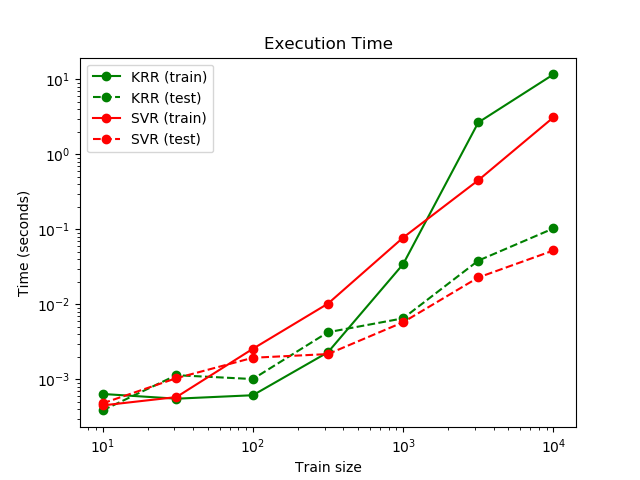 Execution Time
KRR (train)
KRR (test)
SVR (train)
SVR (test)
10¹
10⁰
10⁻¹
10⁻²
10⁻³
Time (seconds)
10¹ 10² 10³ 10⁴
Train size